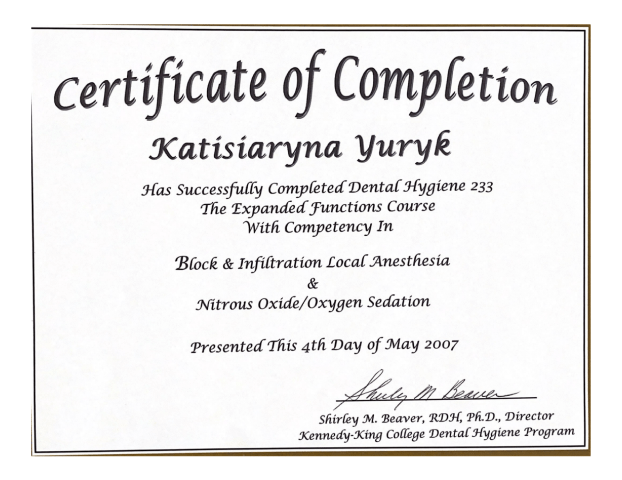 Certificate of Completion
Katisiaryna Yuryk
Has Successfully Completed Dental Hygiene 233
The Expanded Functions Course
With Competency In
Block & Infiltration Local Anesthesia
&
Nitrous Oxide/Oxygen Sedation
Presented This 4th Day of May 2007
Shirley M Beaver
Shirley M. Beaver, RDH, Ph.D., Director
Kennedy-King College Dental Hygiene Program